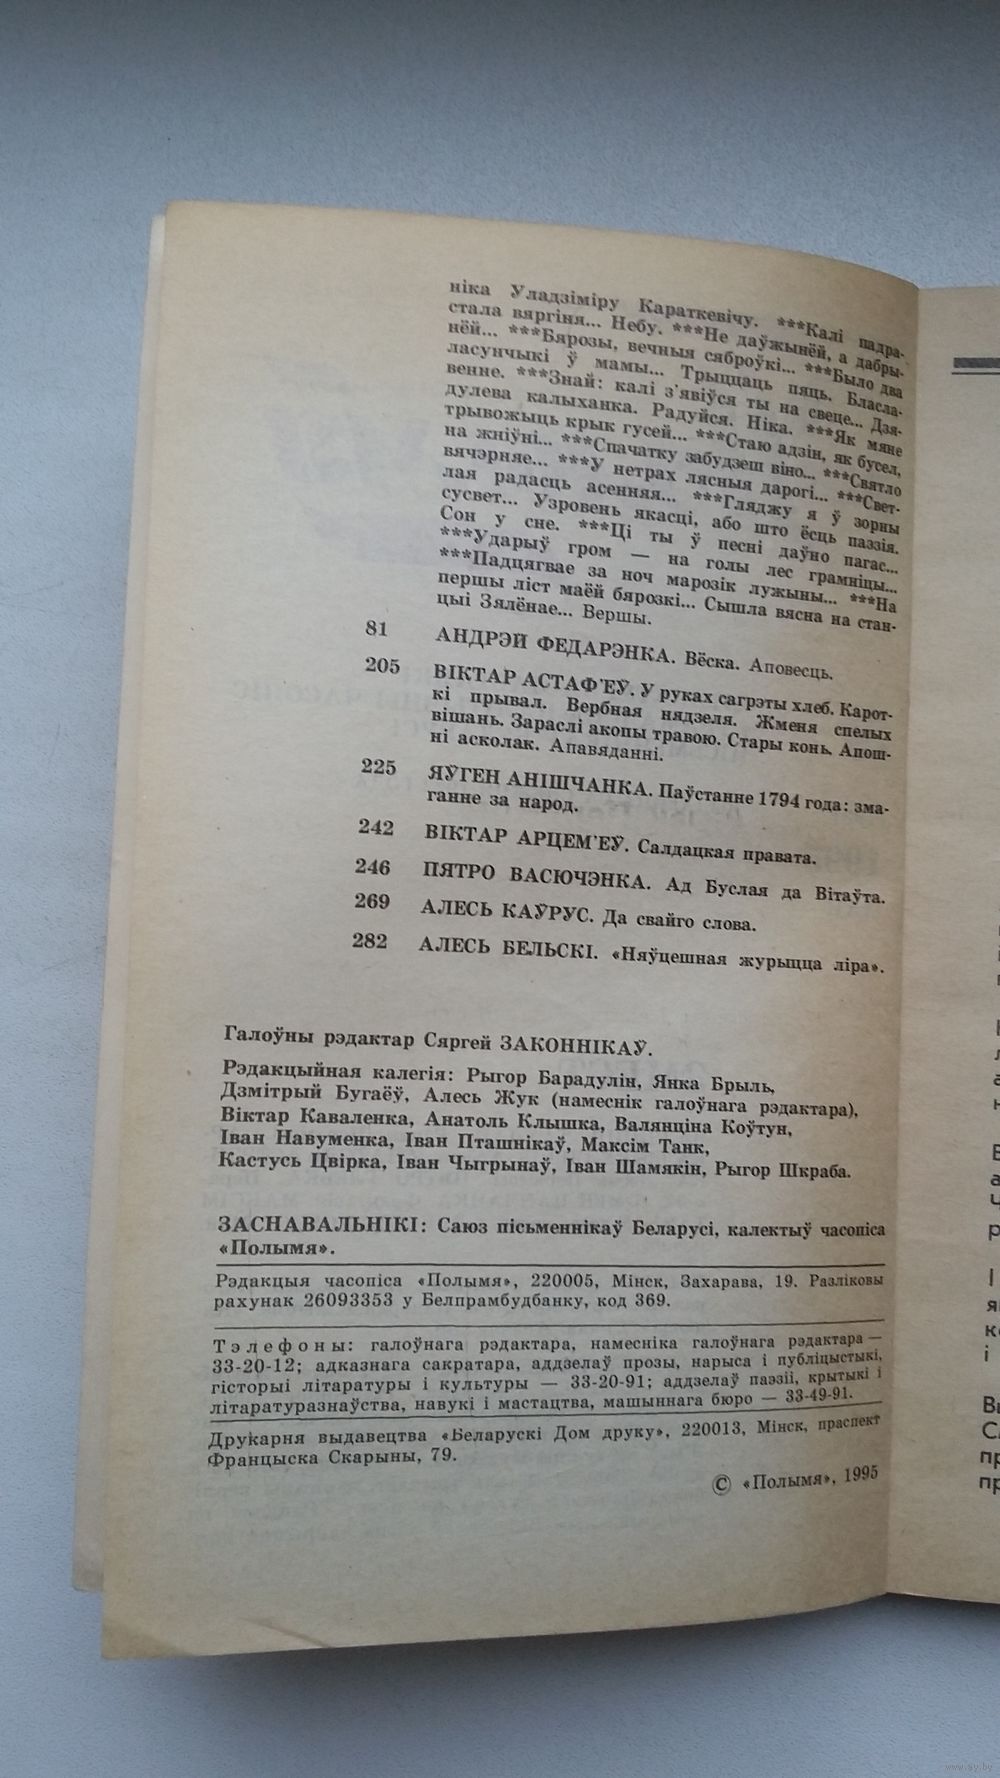 ніка Уладзіміру Караткевічу. ***Калі падра-
стала вяргіня... Небу. ***Не даўжынёй, а дабры-
нёй... ***Бярозы, вечныя сяброўкі... ***Было два
ласунчыкі ў мамы... Трыццаць пяць. Бласла-
венне. ***Знай: калі з'явіўся ты на свеце... Дзя-
дулева калыханка. Радуйся. Ніка. ***Як мяне
трывожыць крык гусей... ***Стаю адзін, як бусел,
на жніўні... ***Спачатку забудзеш віно... ***Святло
вячэрняе... ***У нетрах лясныя дарогі... ***Свет-
лая радасць асенняя... ***Гляджу я ў зорны
сусвет... Узровень якасці, або што ёсць паэзія.
Сон у сне. ***Ці ты ў песні даўно пагас...
***Ударыў гром — на голы лес грамніцы...
***Падцягвае за ноч марозік лужыны... ***На
першы ліст маёй бярозкі... Сышла вясна на стан-
цыі Зялёнае... Вершы.
81 АНДРЭЙ ФЕДАРЭНКА. Вёска. Аповесць.
205 ВІКТАР АСТАФ'ЕЎ. У руках сагрэты хлеб. Карот-
кі прывал. Вербная нядзеля. Жменя спелых
вішань. Зараслі акопы травою. Стары конь. Апош-
ні асколак. Апавяданні.
225 ЯЎГЕН АНІШЧАНКА. Паўстанне 1794 года: зма-
ганне за народ.
242 ВІКТАР АРЦЕМ'ЕЎ. Салдацкая правата.
246 ПЯТРО ВАСЮЧЭНКА. Ад Буслая да Вітаўта.
269 АЛЕСЬ КАЎРУС. Да свайго слова.
282 АЛЕСЬ БЕЛЬСКІ. «Няўцешная журыцца ліра».
Галоўны рэдактар Сяргей ЗАКОННІКАЎ.
Рэдакцыйная калегія: Рыгор Барадулін, Янка Брыль,
Дзмітрый Бугаёў, Алесь Жук (намеснік галоўнага рэдактара),
Віктар Каваленка, Анатоль Клышка, Валянціна Коўтун,
Іван Навуменка, Іван Пташнікаў, Максім Танк,
Кастусь Цвірка, Іван Чыгрынаў, Іван Шамякін, Рыгор Шкраба.
ЗАСНАВАЛЬНІКІ: Саюз пісьменнікаў Беларусі, калектыў часопіса
«Полымя».
Рэдакцыя часопіса «Полымя», 220005, Мінск, Захарава, 19. Разліковы
рахунак 26093353 у Белпрамбудбанку, код 369.
Тэлефоны: галоўнага рэдактара, намесніка галоўнага рэдактара —
33-20-12; адказнага сакратара, аддзелаў прозы, нарыса і публіцыстыкі,
гісторыі літаратуры і культуры — 33-20-91; аддзелаў паэзіі, крытыкі і
літаратуразнаўства, навукі і мастацтва, машыннага бюро — 33-49-91.
Друкарня выдавецтва «Беларускі Дом друку», 220013, Мінск, праспект
Францыска Скарыны, 79.
© «Полымя», 1995
www.ay.by